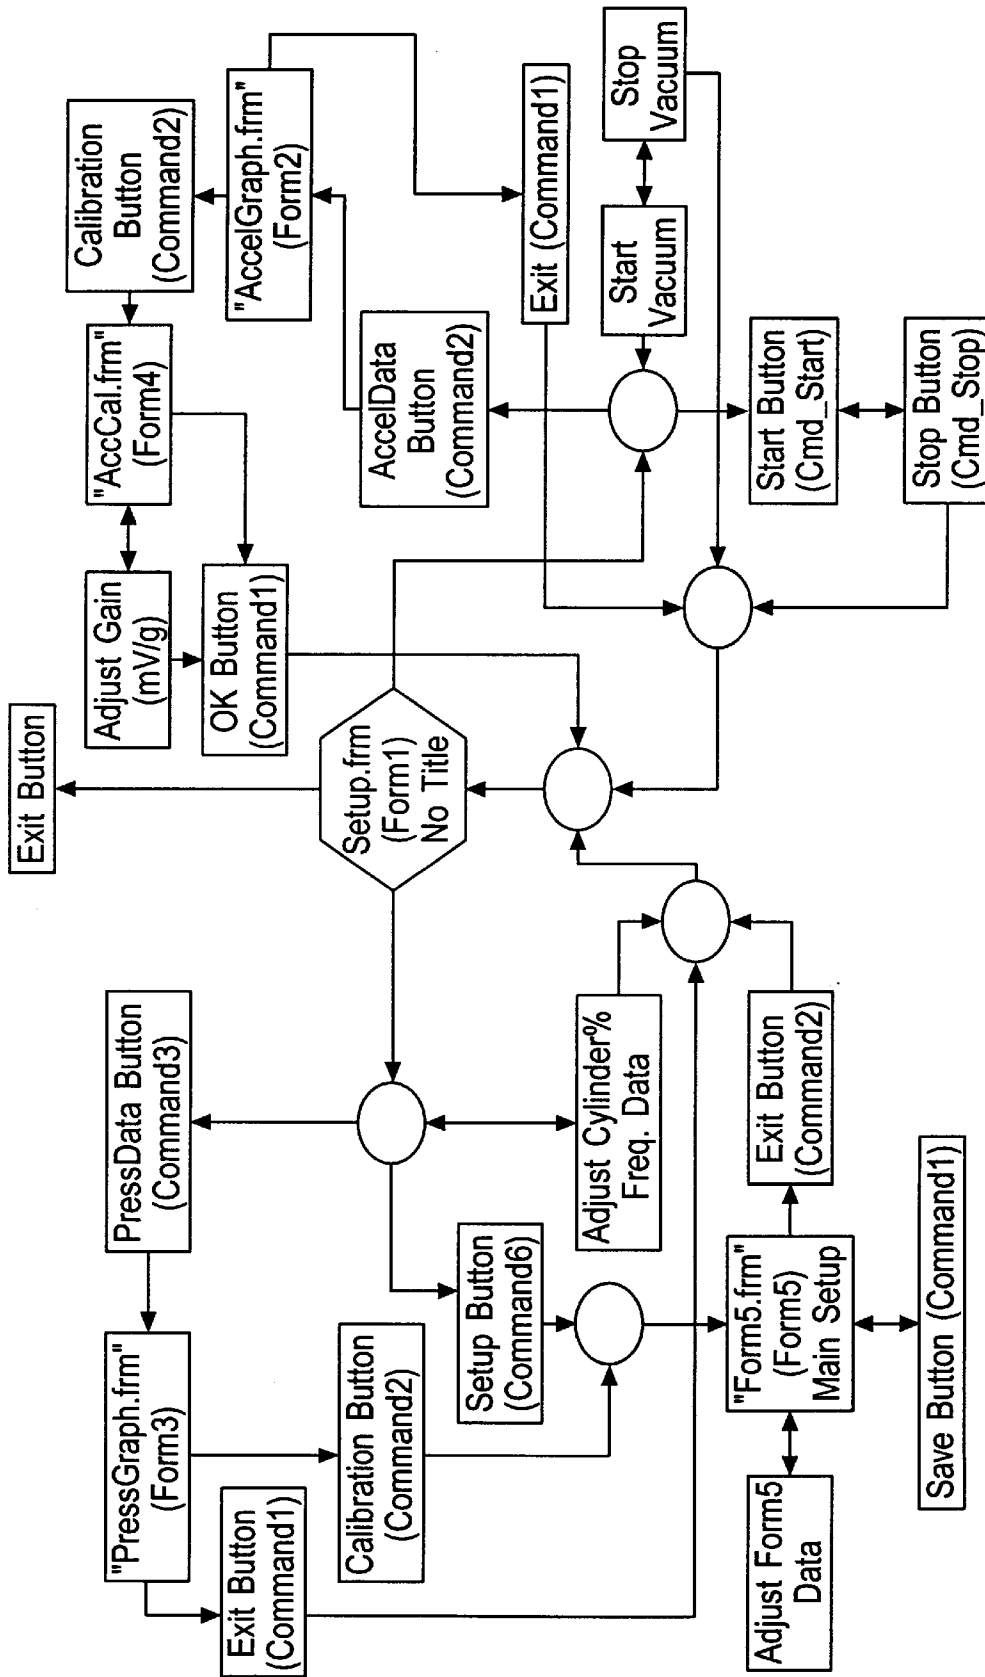 Exit Button
"PressGraph.frm"
(Form3)
PressData Button
(Command3)
Adjust Gain
(mV/g)
"AccCal.frm"
(Form4)
Calibration
Button
(Command2)
Exit Button
(Command1)
OK Button
(Command1)
"AccelGraph.frm"
(Form2)
Calibration Button
(Command2)
Setup.frm
(Form1)
No Title
AccelData
Button
(Command2)
Setup Button
(Command6)
Exit (Command1)
Adjust Cylinder%
Freq. Data
Start
Vacuum
Stop
Vacuum
Adjust Form5
Data
"Form5.frm"
(Form5)
Main Setup
Exit Button
(Command2)
Start Button
(Cmd_Start)
Save Button (Command1)
Stop Button
(Cmd_Stop)